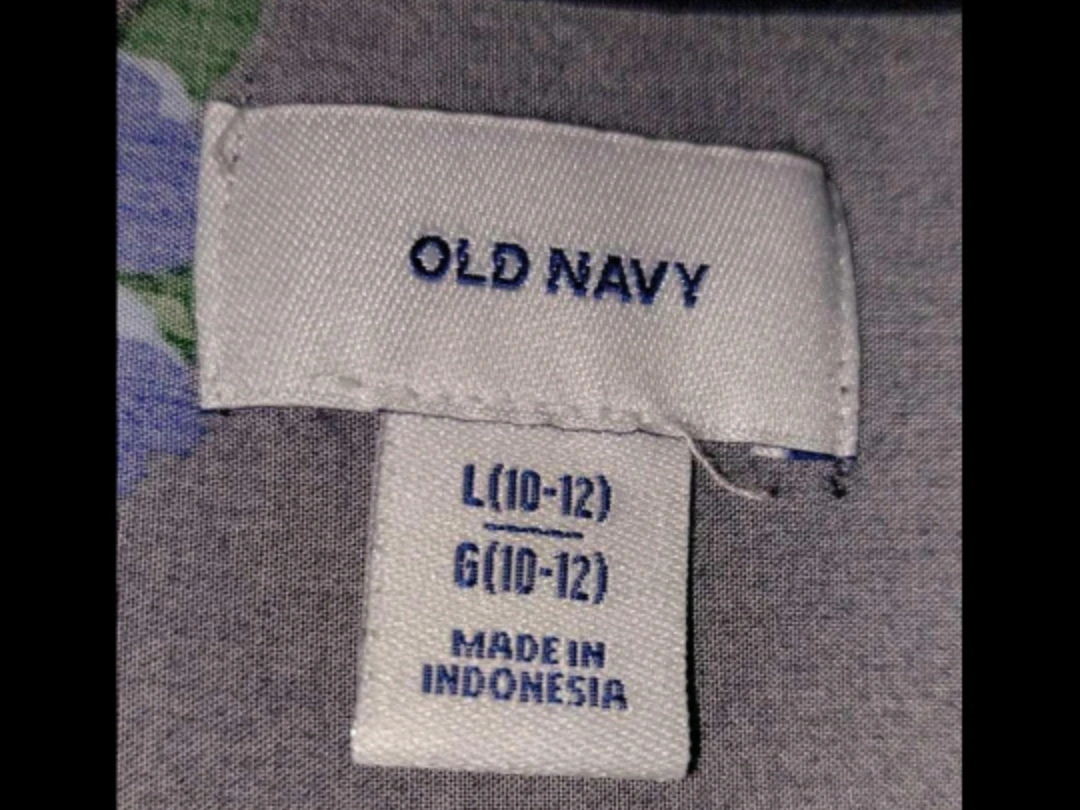 OLD NAVY
L(10-12)
G(10-12)
MADE IN
INDONESIA